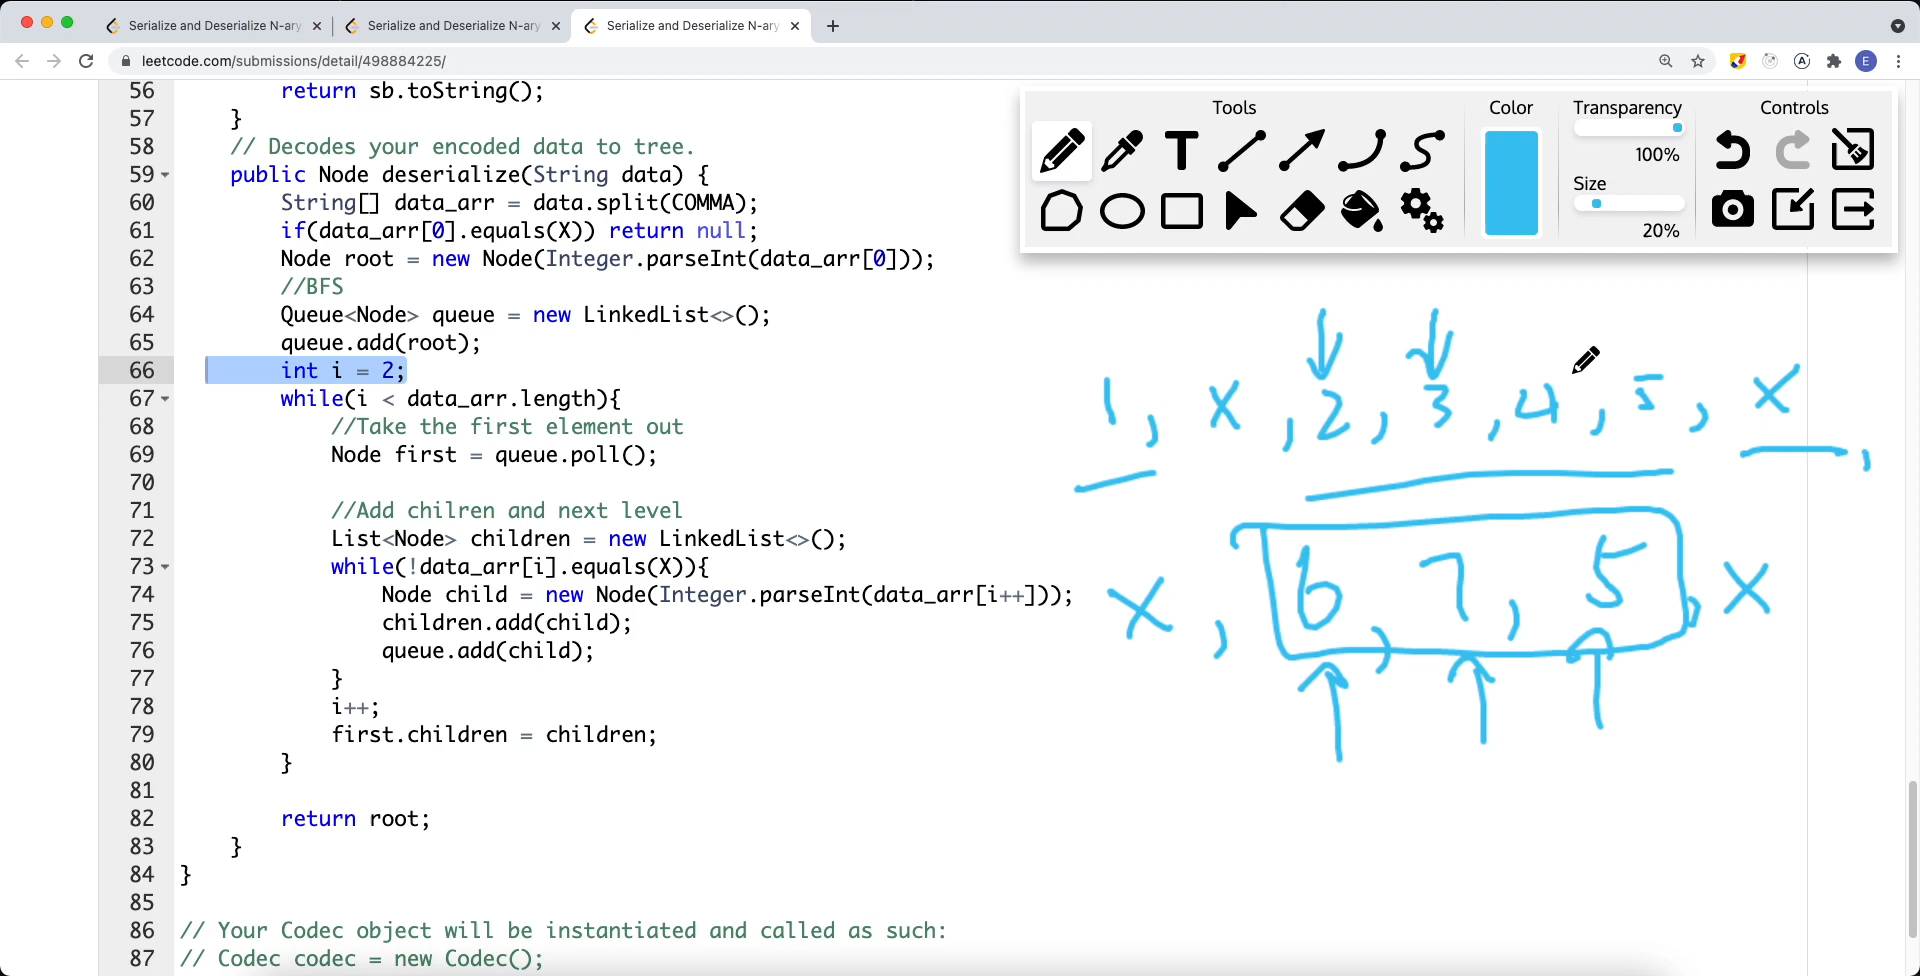 Serialize and Deserialize N-ary
Serialize and Deserialize N-ary
Serialize and Deserialize N-ary
leetcode.com/submissions/detail/498884225/
E
56 return sb.toString();
57 }
58 // Decodes your encoded data to tree.
59 public Node deserialize(String data) {
60 String[] data_arr = data.split(COMMA);
61 if(data_arr[0].equals(X)) return null;
62 Node root = new Node(Integer.parseInt(data_arr[0]));
63 //BFS
64 Queue<Node> queue = new LinkedList<>();
65 queue.add(root);
66 int i = 2;
67 while(i < data_arr.length){
68 //Take the first element out
69 Node first = queue.poll();
70
71 //Add chilren and next level
72 List<Node> children = new LinkedList<>();
73 while(!data_arr[i].equals(X)){
74 Node child = new Node(Integer.parseInt(data_arr[i++]));
75 children.add(child);
76 queue.add(child);
77 }
78 i++;
79 first.children = children;
80 }
81
82 return root;
83 }
84 }
85
86 // Your Codec object will be instantiated and called as such:
87 // Codec codec = new Codec();
Tools
Color
Transparency
100%
Size
20%
Controls
1, X, 2, 3, 4, 5, X,
X, 6, 7, 5, X